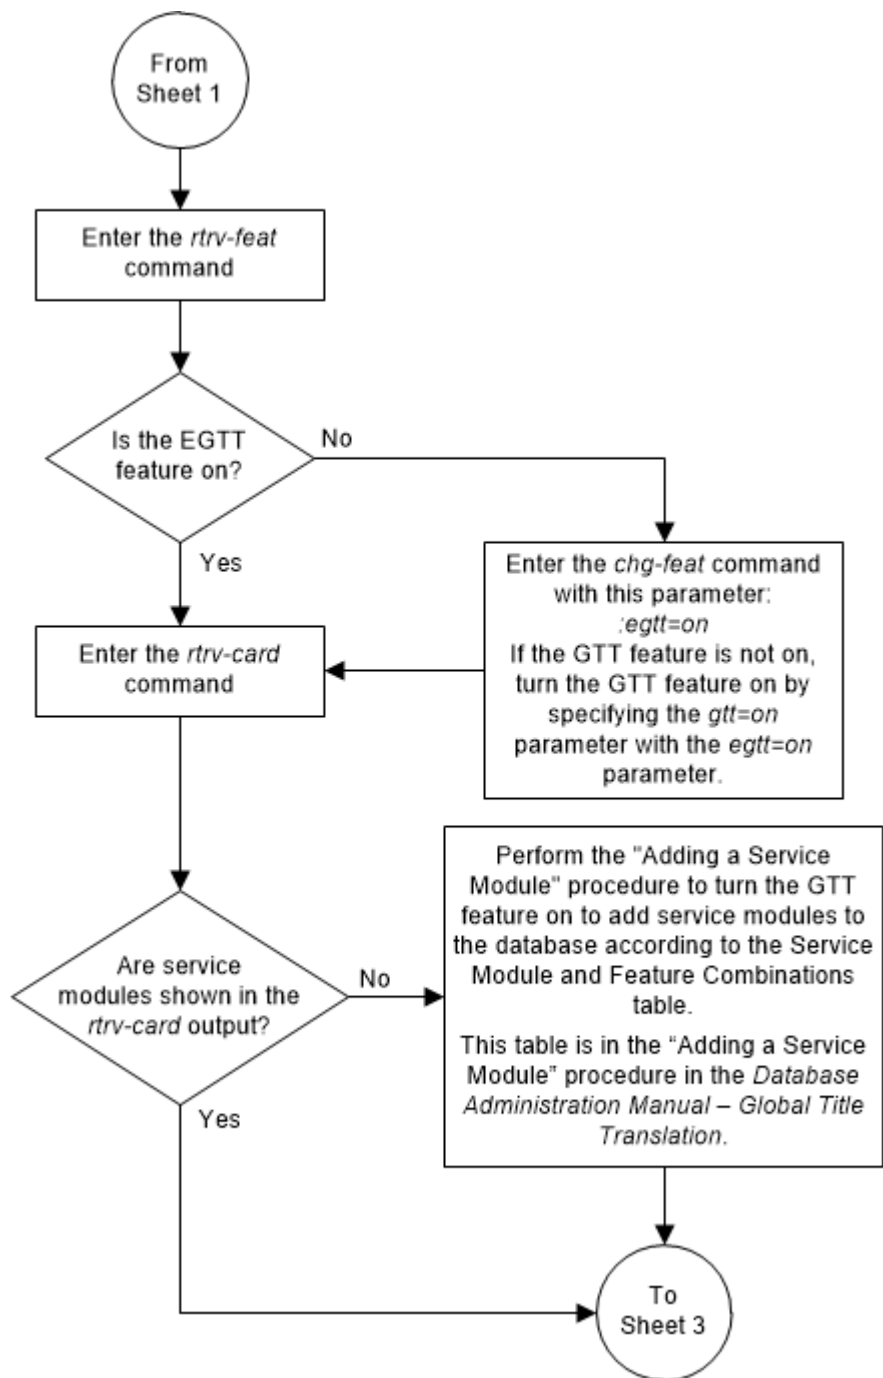 From
Sheet 1
Enter the rtrv-feat
command
Is the EGTT
feature on?
No
Yes
Enter the chg-feat command
with this parameter:
:egtt=on
If the GTT feature is not on,
turn the GTT feature on by
specifying the gtt=on
parameter with the egtt=on
parameter.
Enter the rtrv-card
command
Are service
modules shown in the
rtrv-card output?
No
Yes
Perform the "Adding a Service
Module" procedure to turn the GTT
feature on to add service modules to
the database according to the Service
Module and Feature Combinations
table.
This table is in the “Adding a Service
Module” procedure in the Database
Administration Manual – Global Title
Translation.
To
Sheet 3